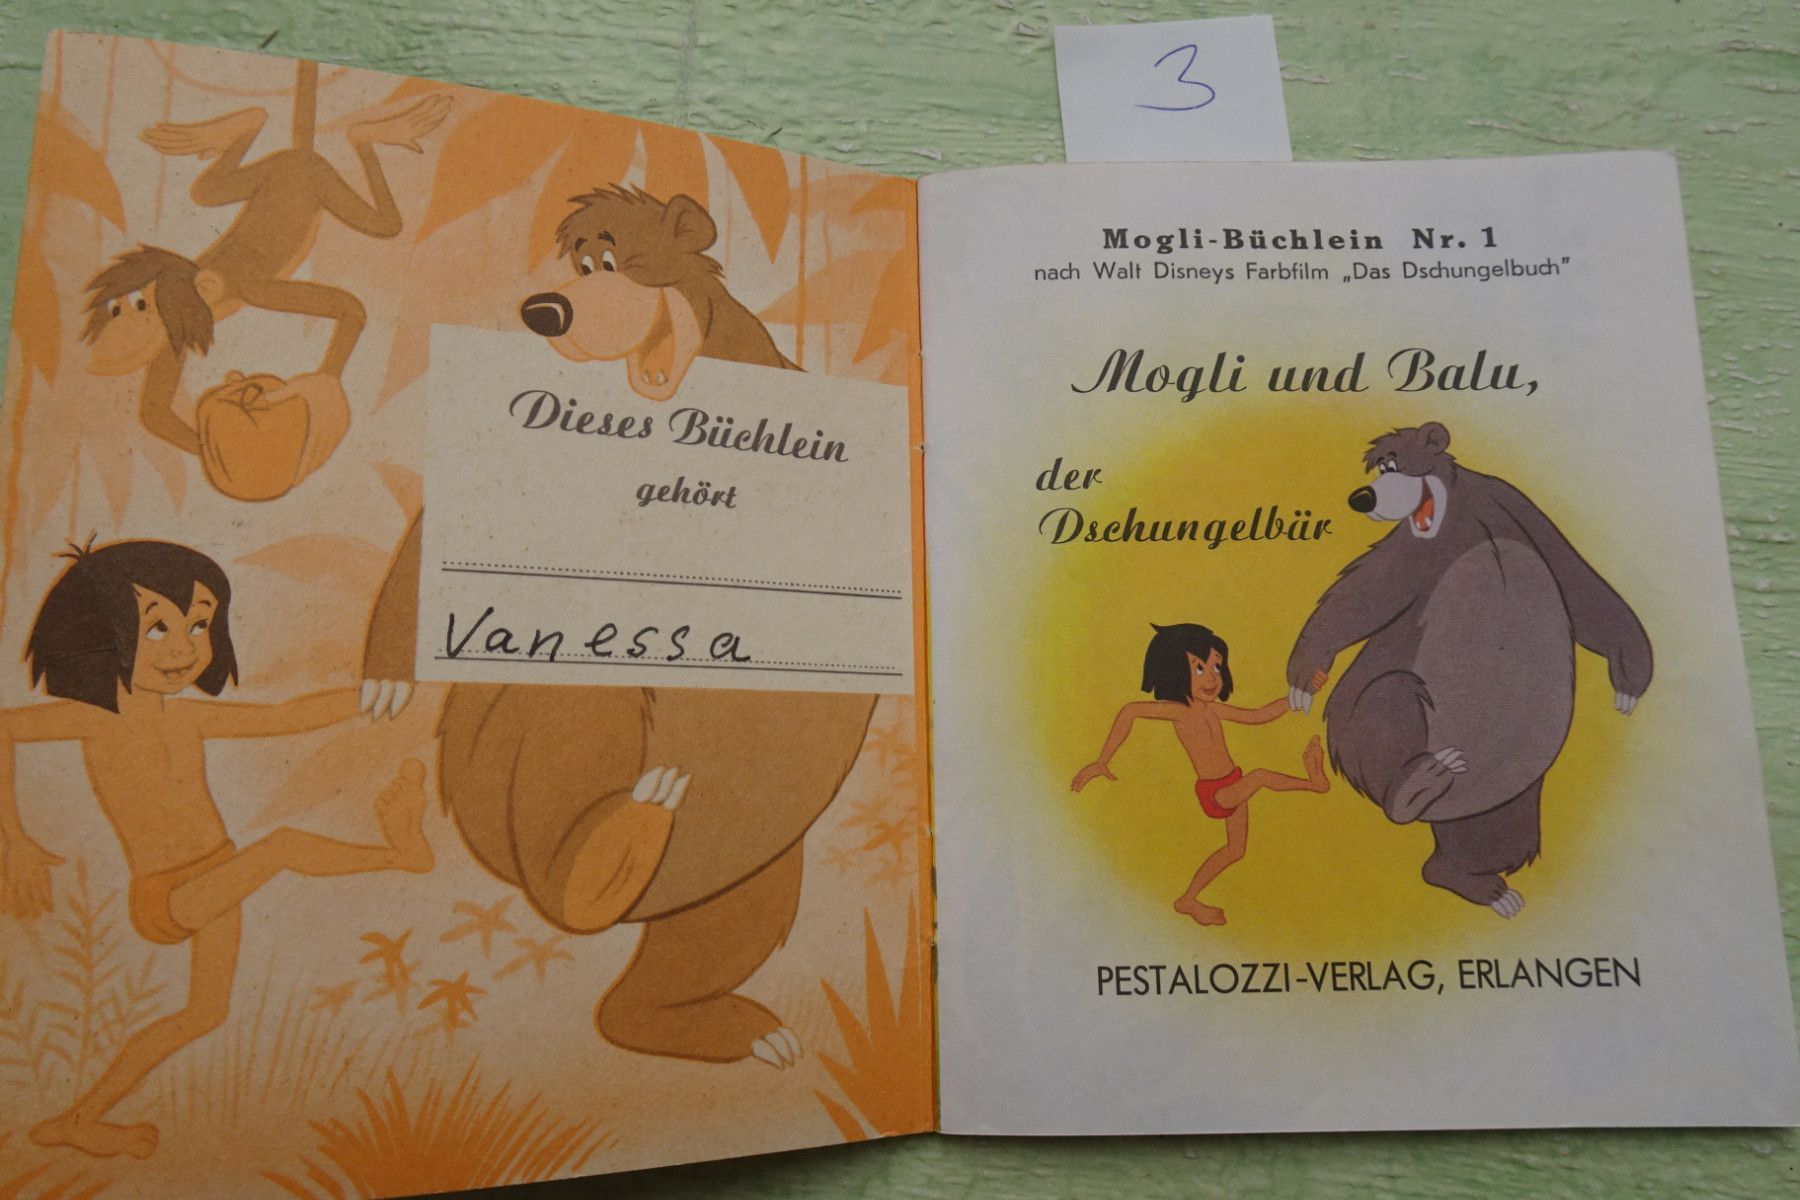 3
Dieses Büchlein
gehört
Vanessa
Mogli-Büchlein Nr. 1
nach Walt Disneys Farbfilm „Das Dschungelbuch"
Mogli und Balu,
der
Dschungelbär
PESTALOZZI-VERLAG, ERLANGEN